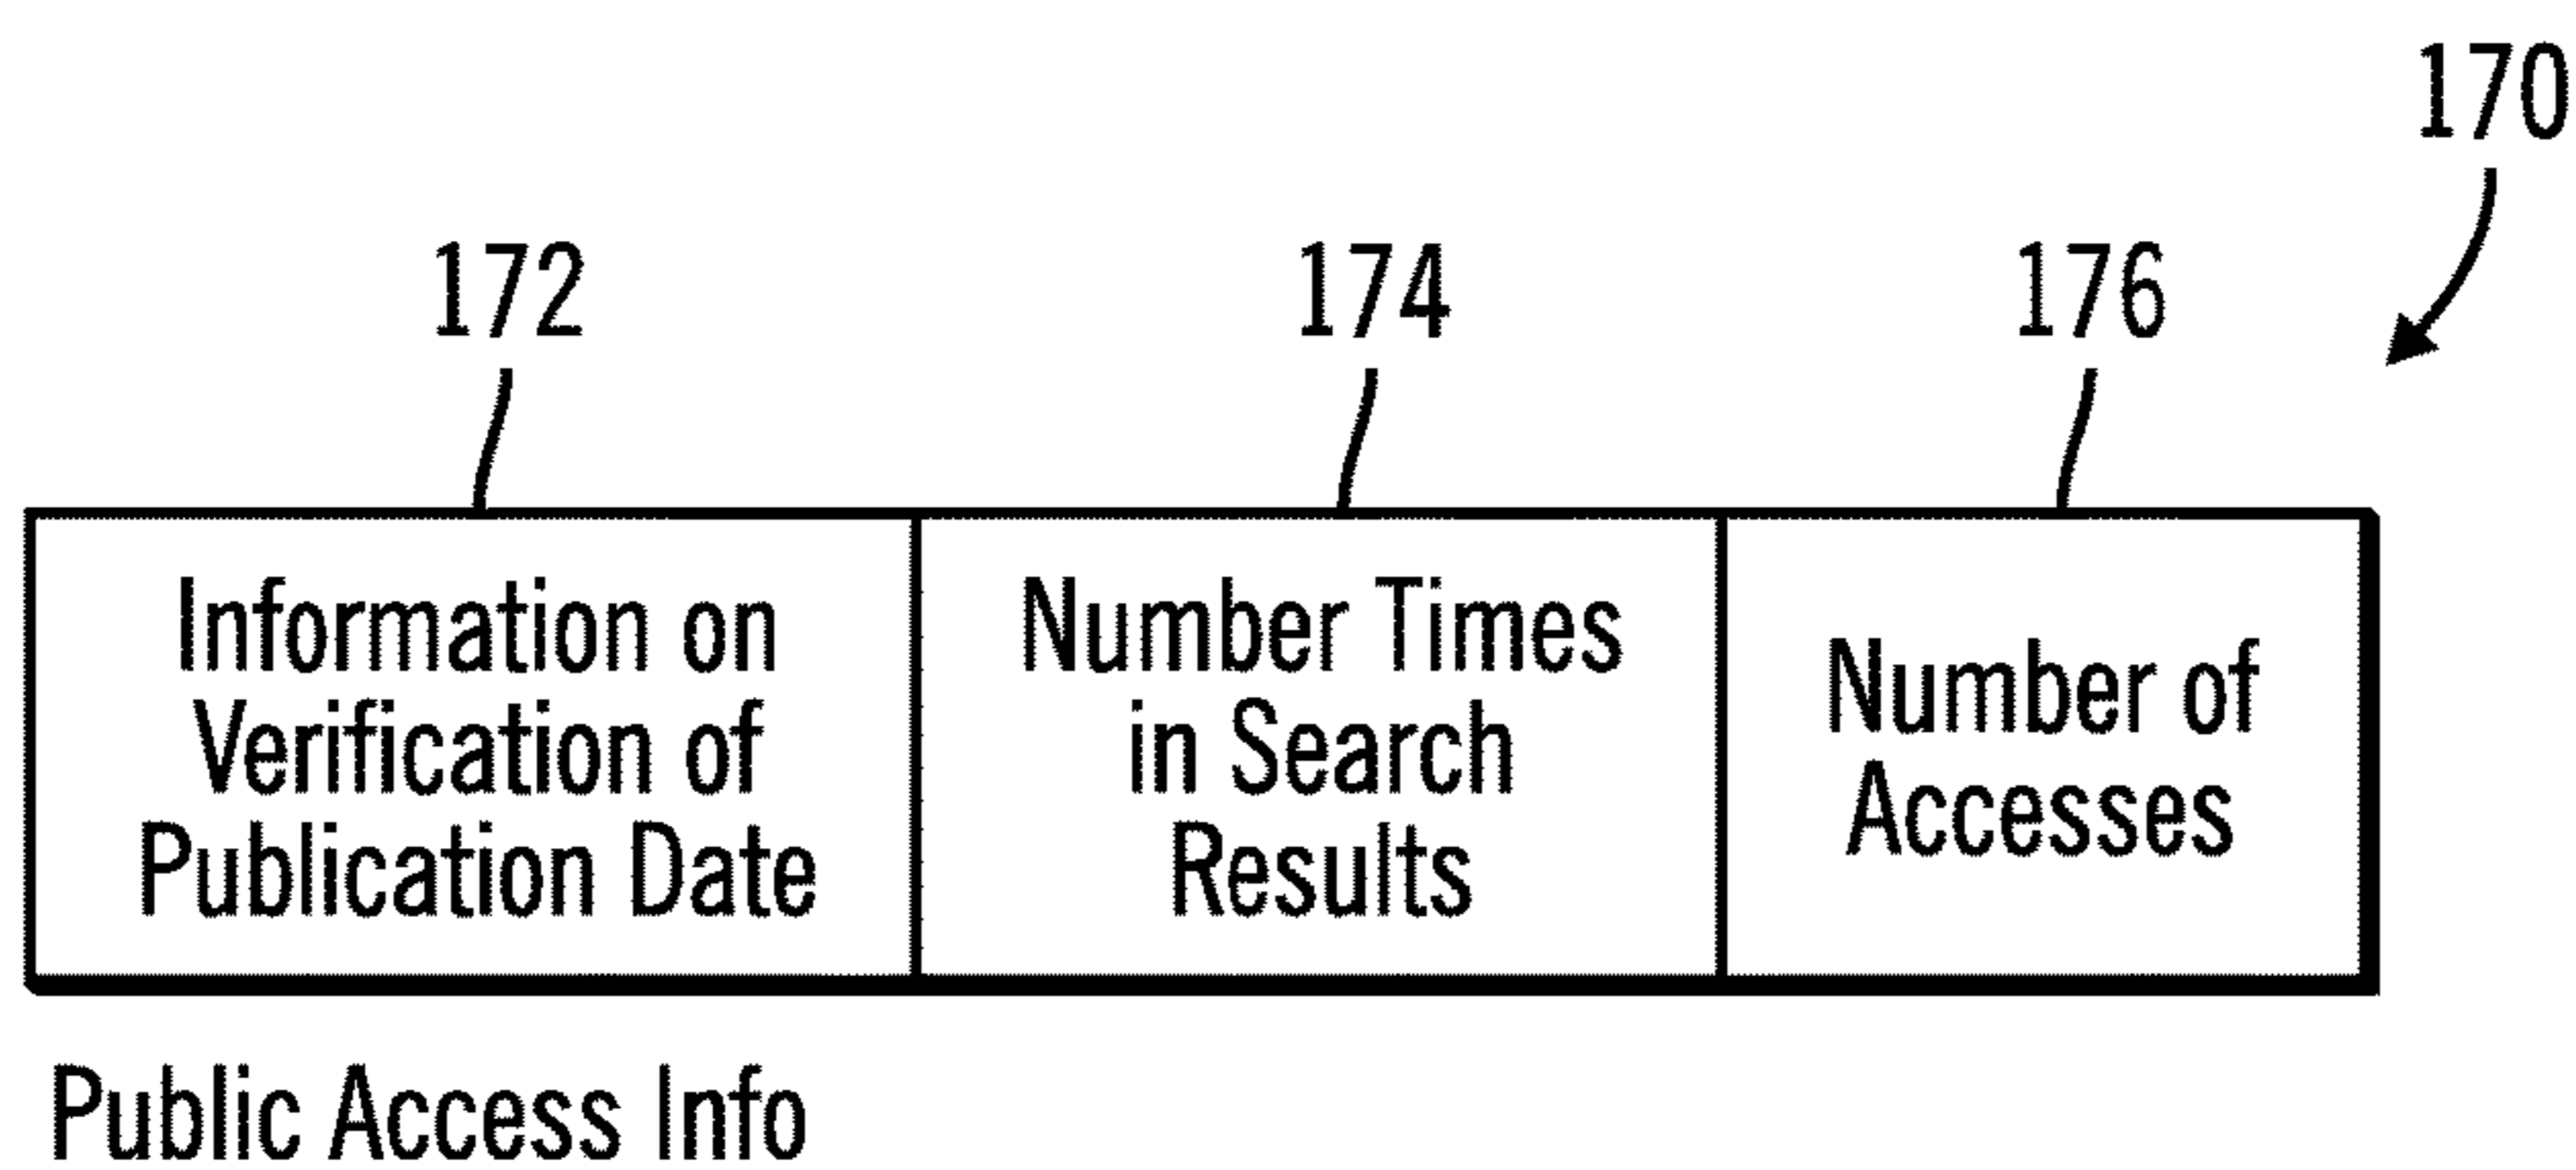 170
172
174
176
Information on
Verification of
Publication Date
Number Times
in Search
Results
Number of
Accesses
Public Access Info